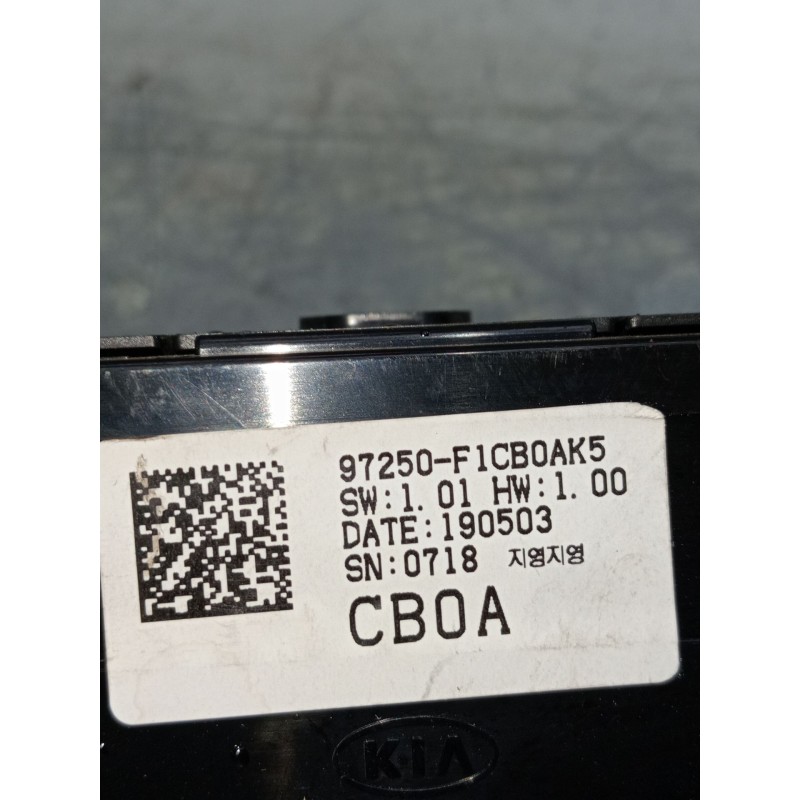 97250-F1CB0AK5
SW:1.01 HW:1.00
DATE:190503
SN:0718 지영지영
CB0A
KIA